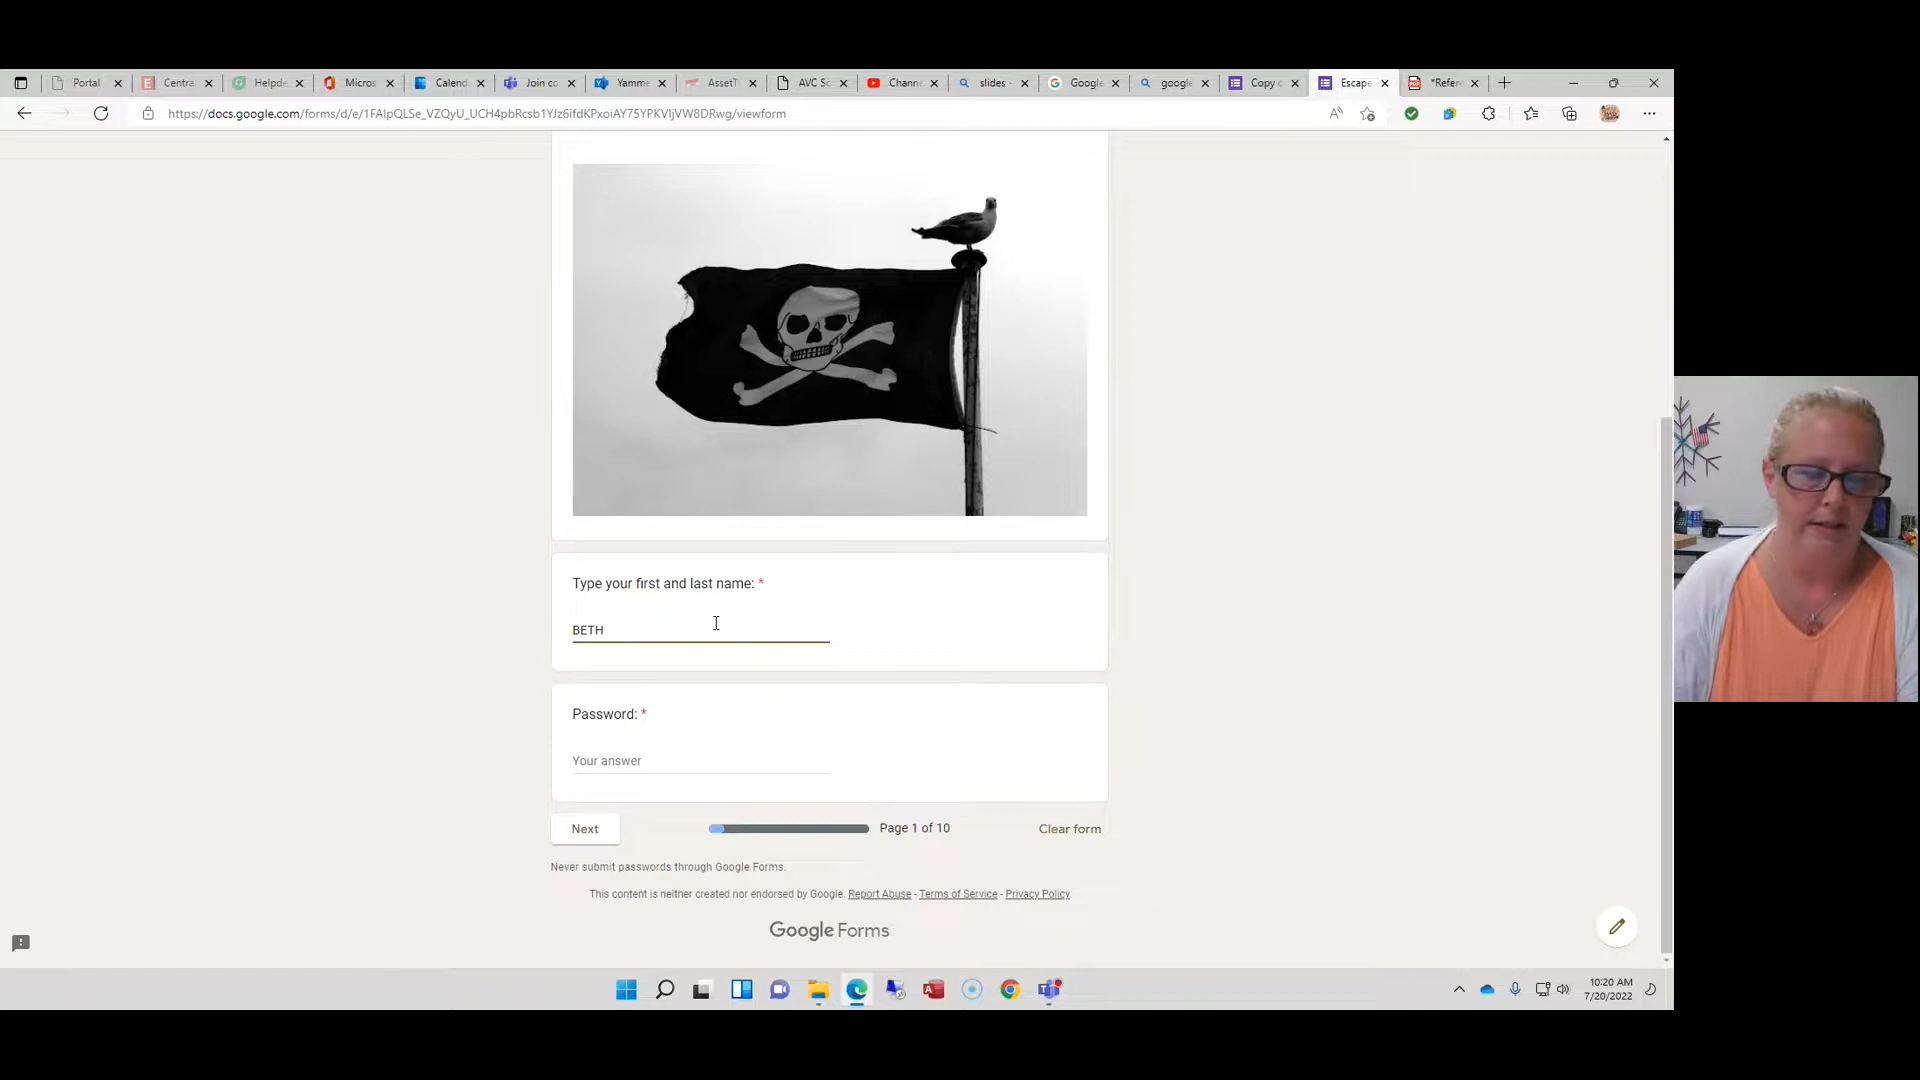 Portal
Centra
Helpde
Micros
Calend
Join co
Yamme
AssetT
AVC Sc
Chann
slides -
Google
google
Copy c
Escape
*Refere
https://docs.google.com/forms/d/e/1FAIpQLSe_VZQyU_UCH4pbRcsb1YJz6ifdKPxoiAY75YPKVIjVW8DRwg/viewform
Type your first and last name: *
BETH
Password: *
Your answer
Next
Page 1 of 10
Clear form
Never submit passwords through Google Forms.
This content is neither created nor endorsed by Google. Report Abuse - Terms of Service - Privacy Policy
Google Forms
10:20 AM
7/20/2022